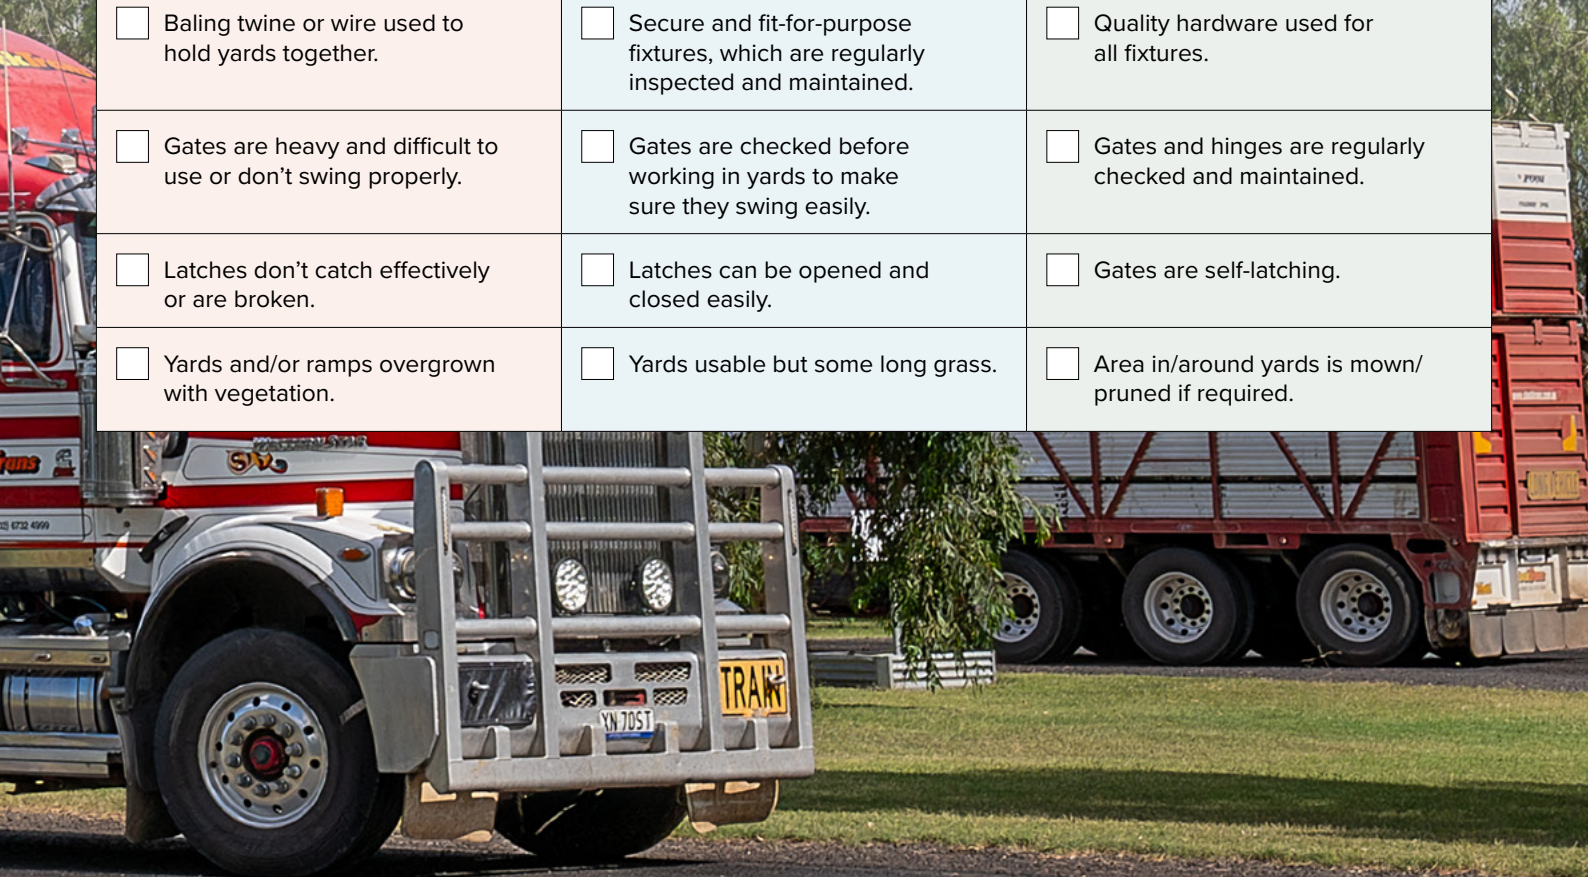 Baling twine or wire used to
hold yards together.
Secure and fit-for-purpose
fixtures, which are regularly
inspected and maintained.
Quality hardware used for
all fixtures.
Gates are heavy and difficult to
use or don’t swing properly.
Gates are checked before
working in yards to make
sure they swing easily.
Gates and hinges are regularly
checked and maintained.
Latches don’t catch effectively
or are broken.
Latches can be opened and
closed easily.
Gates are self-latching.
Yards and/or ramps overgrown
with vegetation.
Yards usable but some long grass.
Area in/around yards is mown/
pruned if required.
WESTERN STAR
6732 4999
TRAIN